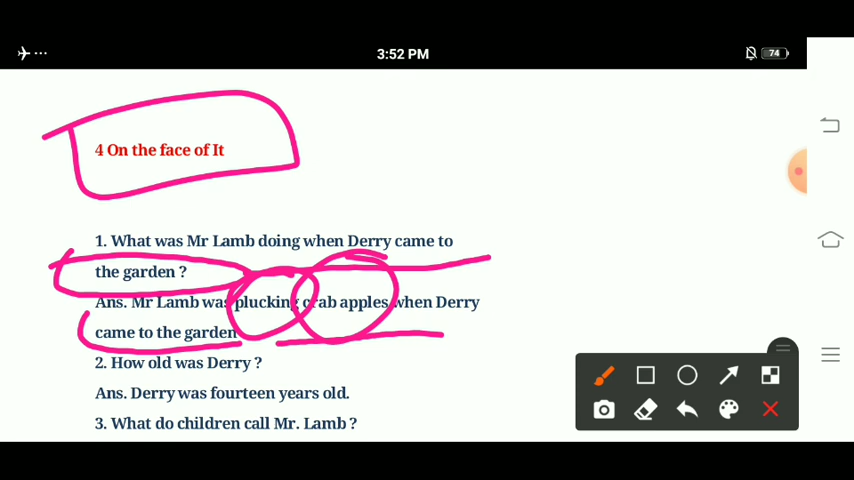 3:52 PM
74
4 On the face of It
1. What was Mr Lamb doing when Derry came to
the garden ?
Ans. Mr Lamb was plucking crab apples when Derry
came to the garden
2. How old was Derry ?
Ans. Derry was fourteen years old.
3. What do children call Mr. Lamb ?